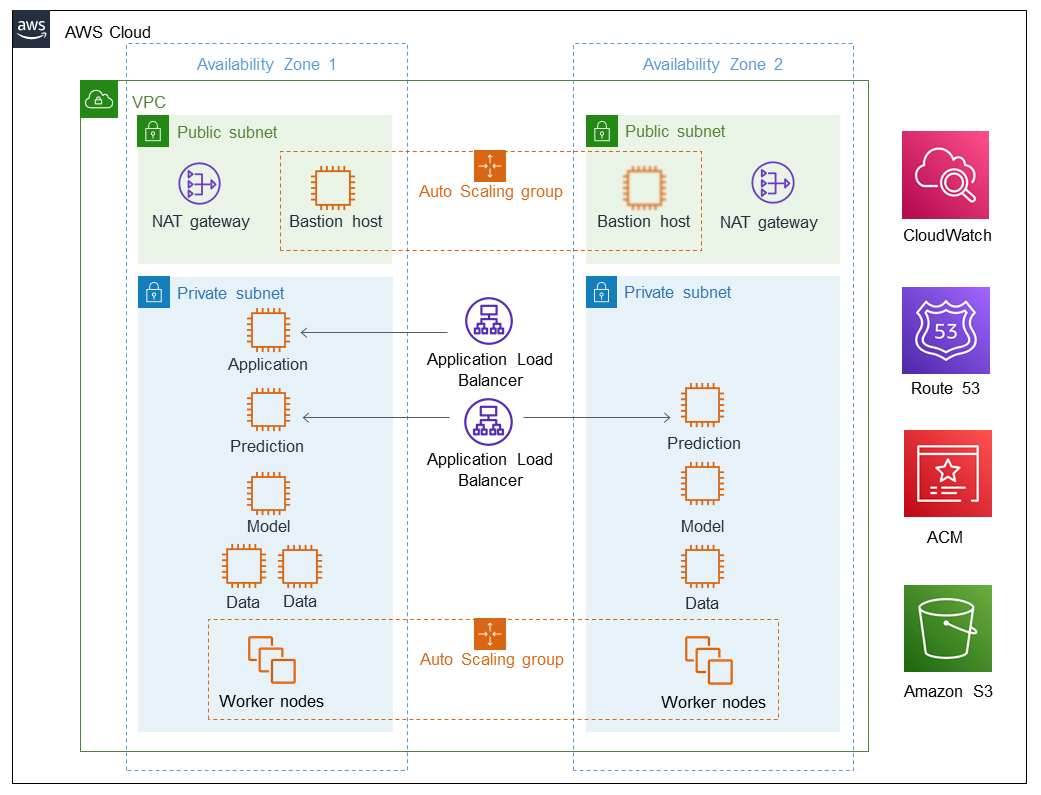 aws
AWS Cloud
Availability Zone 1
Availability Zone 2
VPC
Public subnet
Public subnet
NAT gateway
Bastion host
Auto Scaling group
Bastion host
NAT gateway
CloudWatch
Private subnet
Private subnet
Application
Application Load
Balancer
53
Route 53
Prediction
Application Load
Balancer
Prediction
Model
Model
ACM
Data
Data
Data
Auto Scaling group
Worker nodes
Worker nodes
Amazon S3